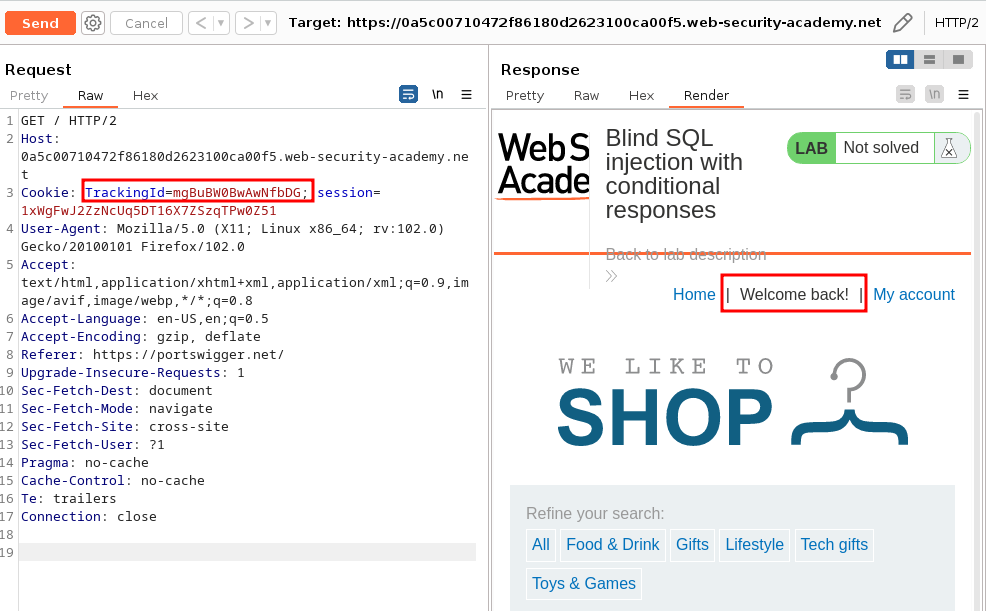 Send Cancel < > Target: https://0a5c00710472f86180d2623100ca00f5.web-security-academy.net HTTP/2
Request
Pretty Raw Hex \n
1 GET / HTTP/2
2 Host:
0a5c00710472f86180d2623100ca00f5.web-security-academy.ne
t
3 Cookie: TrackingId=mgBuBW0BwAwNfbDG; session=
1xWgFwJ2ZzNcUq5DT16X7ZSzqTPw0Z51
4 User-Agent: Mozilla/5.0 (X11; Linux x86_64; rv:102.0)
Gecko/20100101 Firefox/102.0
5 Accept:
text/html,application/xhtml+xml,application/xml;q=0.9,im
age/avif,image/webp,*/*;q=0.8
6 Accept-Language: en-US,en;q=0.5
7 Accept-Encoding: gzip, deflate
8 Referer: https://portswigger.net/
9 Upgrade-Insecure-Requests: 1
10 Sec-Fetch-Dest: document
11 Sec-Fetch-Mode: navigate
12 Sec-Fetch-Site: cross-site
13 Sec-Fetch-User: ?1
14 Pragma: no-cache
15 Cache-Control: no-cache
16 Te: trailers
17 Connection: close
18
19
Response
Pretty Raw Hex Render \n
Web S
Acade
Blind SQL
injection with
conditional
responses
LAB Not solved
Back to lab description
Home | Welcome back! | My account
WE LIKE TO
SHOP
Refine your search:
All Food & Drink Gifts Lifestyle Tech gifts
Toys & Games